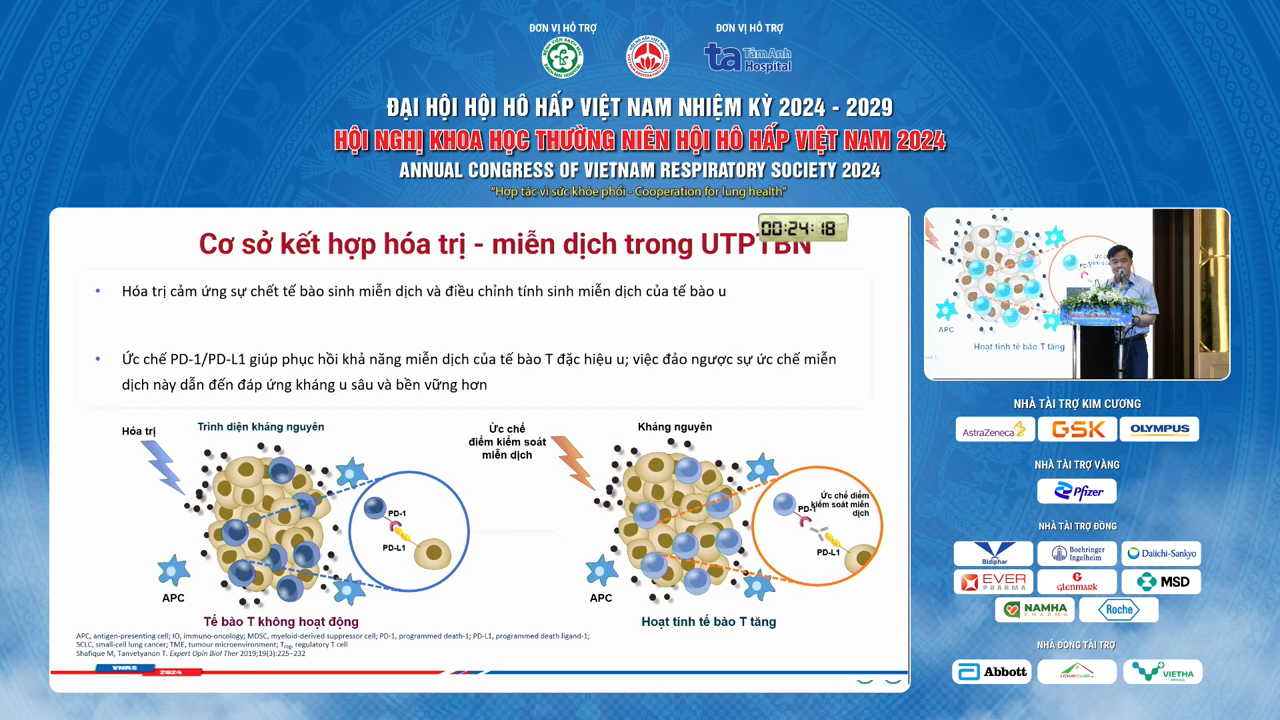 ĐƠN VỊ HỖ TRỢ
ĐƠN VỊ HỖ TRỢ
ta TâmAnh Hospital
ĐẠI HỘI HỘI HÔ HẤP VIỆT NAM NHIỆM KỲ 2024 - 2029
HỘI NGHỊ KHOA HỌC THƯỜNG NIÊN HỘI HÔ HẤP VIỆT NAM 2024
ANNUAL CONGRESS OF VIETNAM RESPIRATORY SOCIETY 2024
"Hợp tác vì sức khỏe phổi - Cooperation for lung health"
00:24:18
Cơ sở kết hợp hóa trị - miễn dịch trong UTPTBN
• Hóa trị cảm ứng sự chết tế bào sinh miễn dịch và điều chỉnh tính sinh miễn dịch của tế bào u
• Ức chế PD-1/PD-L1 giúp phục hồi khả năng miễn dịch của tế bào T đặc hiệu u; việc đảo ngược sự ức chế miễn
dịch này dẫn đến đáp ứng kháng u sâu và bền vững hơn
Hóa trị
Trình diện kháng nguyên
PD-1
PD-L1
APC
Tế bào T không hoạt động
Ức chế
điểm kiểm soát
miễn dịch
Kháng nguyên
Ức chế điểm
kiểm soát miễn
dịch
PD-1
PD-L1
APC
Hoạt tính tế bào T tăng
APC, antigen-presenting cell; IO, immuno-oncology; MDSC, myeloid-derived suppressor cell; PD-1, programmed death-1; PD-L1, programmed death ligand-1;
SCLC, small-cell lung cancer; TME, tumour microenvironment; Treg, regulatory T cell
Shafique M, Tanvetyanon T. Expert Opin Biol Ther 2019;19(3):225–232
VNRS
2024
APC
Hoạt tính tế bào T tăng
NHÀ TÀI TRỢ KIM CƯƠNG
AstraZeneca
GSK
OLYMPUS
NHÀ TÀI TRỢ VÀNG
Pfizer
NHÀ TÀI TRỢ ĐỒNG
Bidiphar
Boehringer
Ingelheim
Daiichi-Sankyo
EVER
PHARMA
glenmark
MSD
NAMHA
PHARMA
Roche
NHÀ ĐỒNG TÀI TRỢ
Abbott
HOMECARE
VIETHA